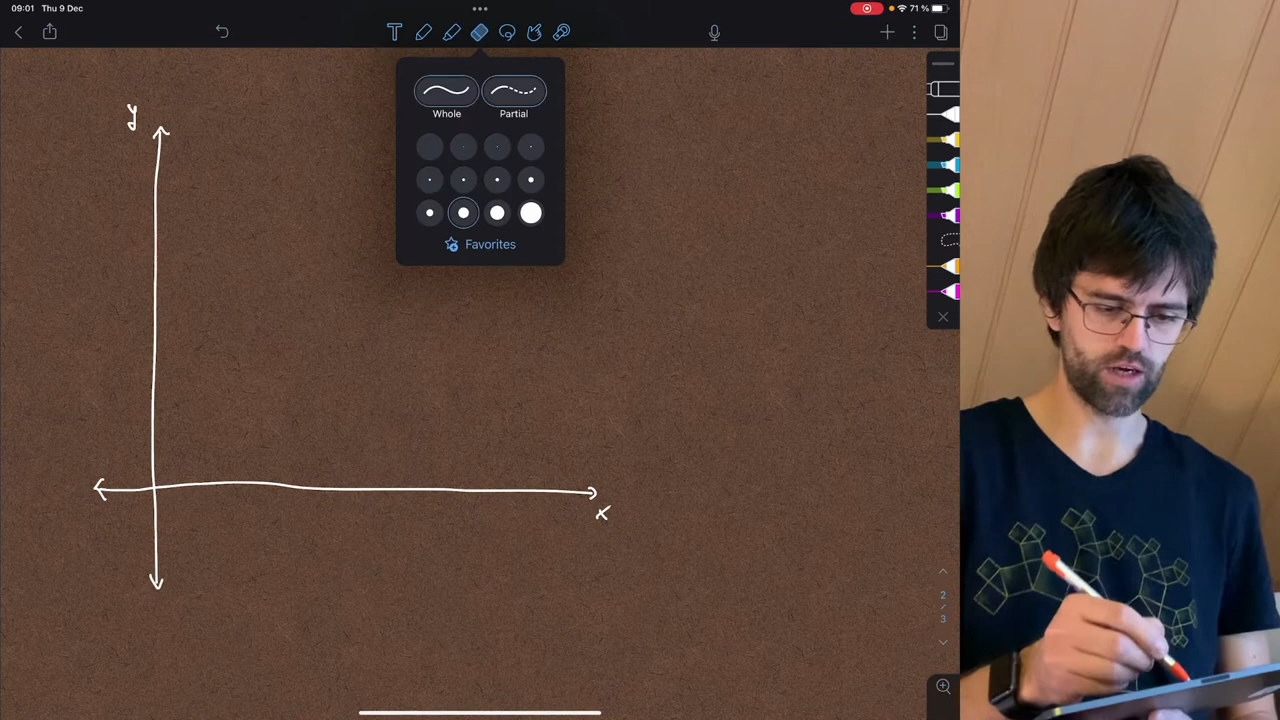 09:01 Thu 9 Dec
71 %
T
y
Whole
Partial
Favorites
x
2
3